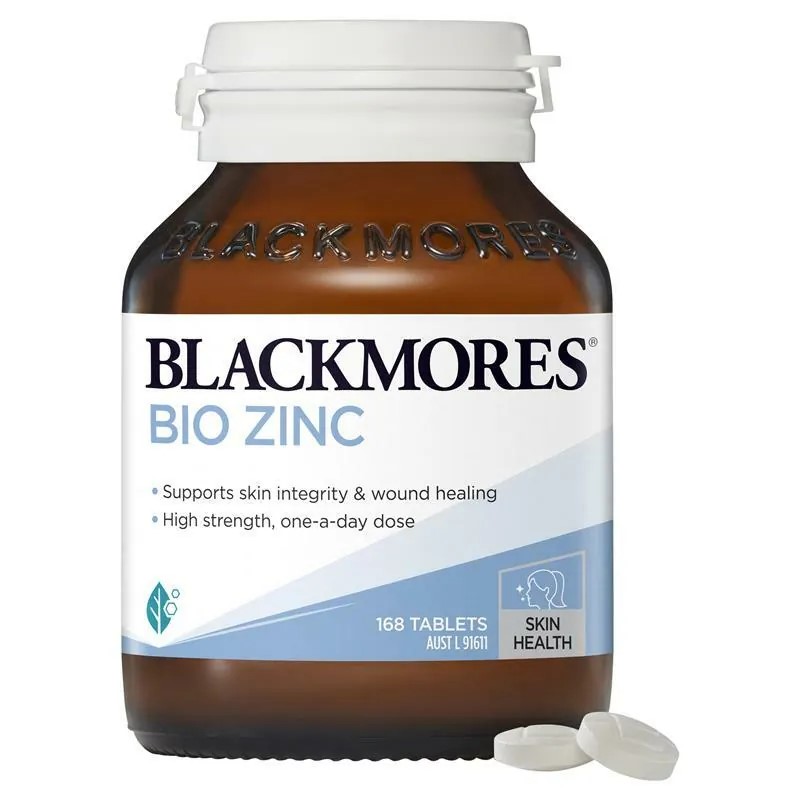 BLACKMORES
BLACKMORES®
BIO ZINC
• Supports skin integrity & wound healing
• High strength, one-a-day dose
168 TABLETS
AUST L 91611
SKIN
HEALTH